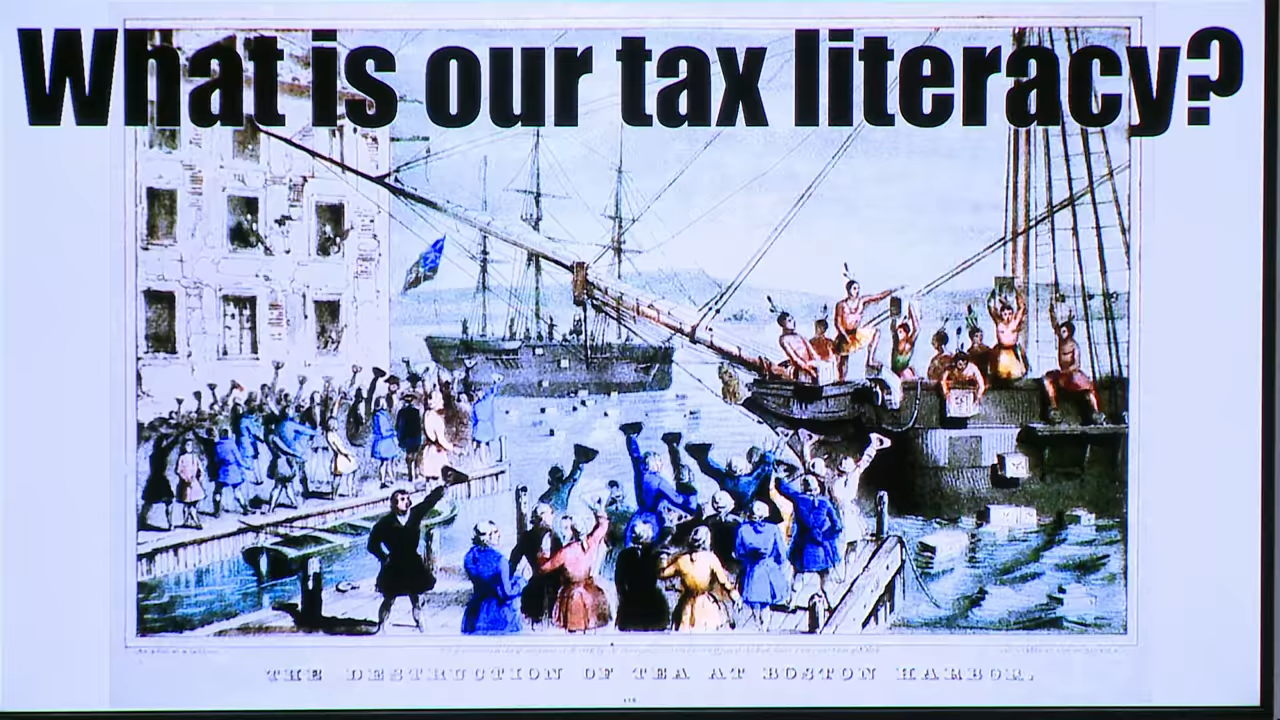 What is our tax literacy?
THE DESTRUCTION OF TEA AT BOSTON HARBOR.